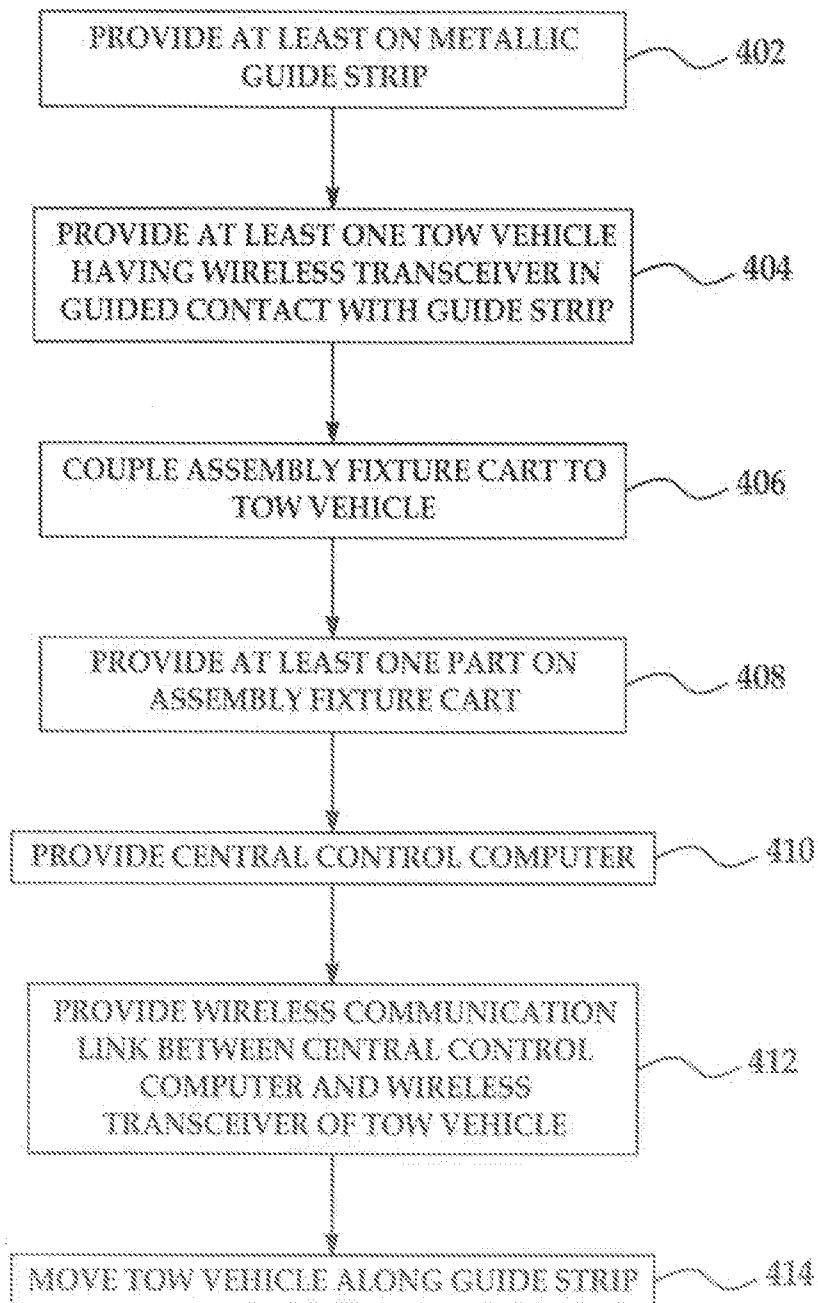 PROVIDE AT LEAST ON METALLIC
GUIDE STRIP
402
PROVIDE AT LEAST ONE TOW VEHICLE
HAVING WIRELESS TRANSCEIVER IN
GUIDED CONTACT WITH GUIDE STRIP
404
COUPLE ASSEMBLY FIXTURE CART TO
TOW VEHICLE
406
PROVIDE AT LEAST ONE PART ON
ASSEMBLY FIXTURE CART
408
PROVIDE CENTRAL CONTROL COMPUTER
410
PROVIDE WIRELESS COMMUNICATION
LINK BETWEEN CENTRAL CONTROL
COMPUTER AND WIRELESS
TRANSCEIVER OF TOW VEHICLE
412
MOVE TOW VEHICLE ALONG GUIDE STRIP
414